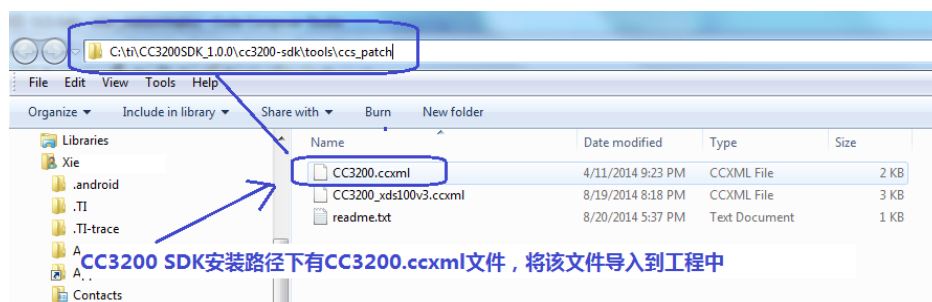 C:\ti\CC3200SDK_1.0.0\cc3200-sdk\tools\ccs_patch
File Edit View Tools Help
Organize Include in library Share with Burn New folder
Libraries
Xie
.android
.TI
.TI-trace
A
A
Contacts
Name Date modified Type Size
CC3200.ccxml 4/11/2014 9:23 PM CCXML File 2 KB
CC3200_xds100v3.ccxml 8/19/2014 8:18 PM CCXML File 3 KB
readme.txt 8/20/2014 5:37 PM Text Document 1 KB
CC3200 SDK安装路径下有CC3200.ccxml文件，将该文件导入到工程中